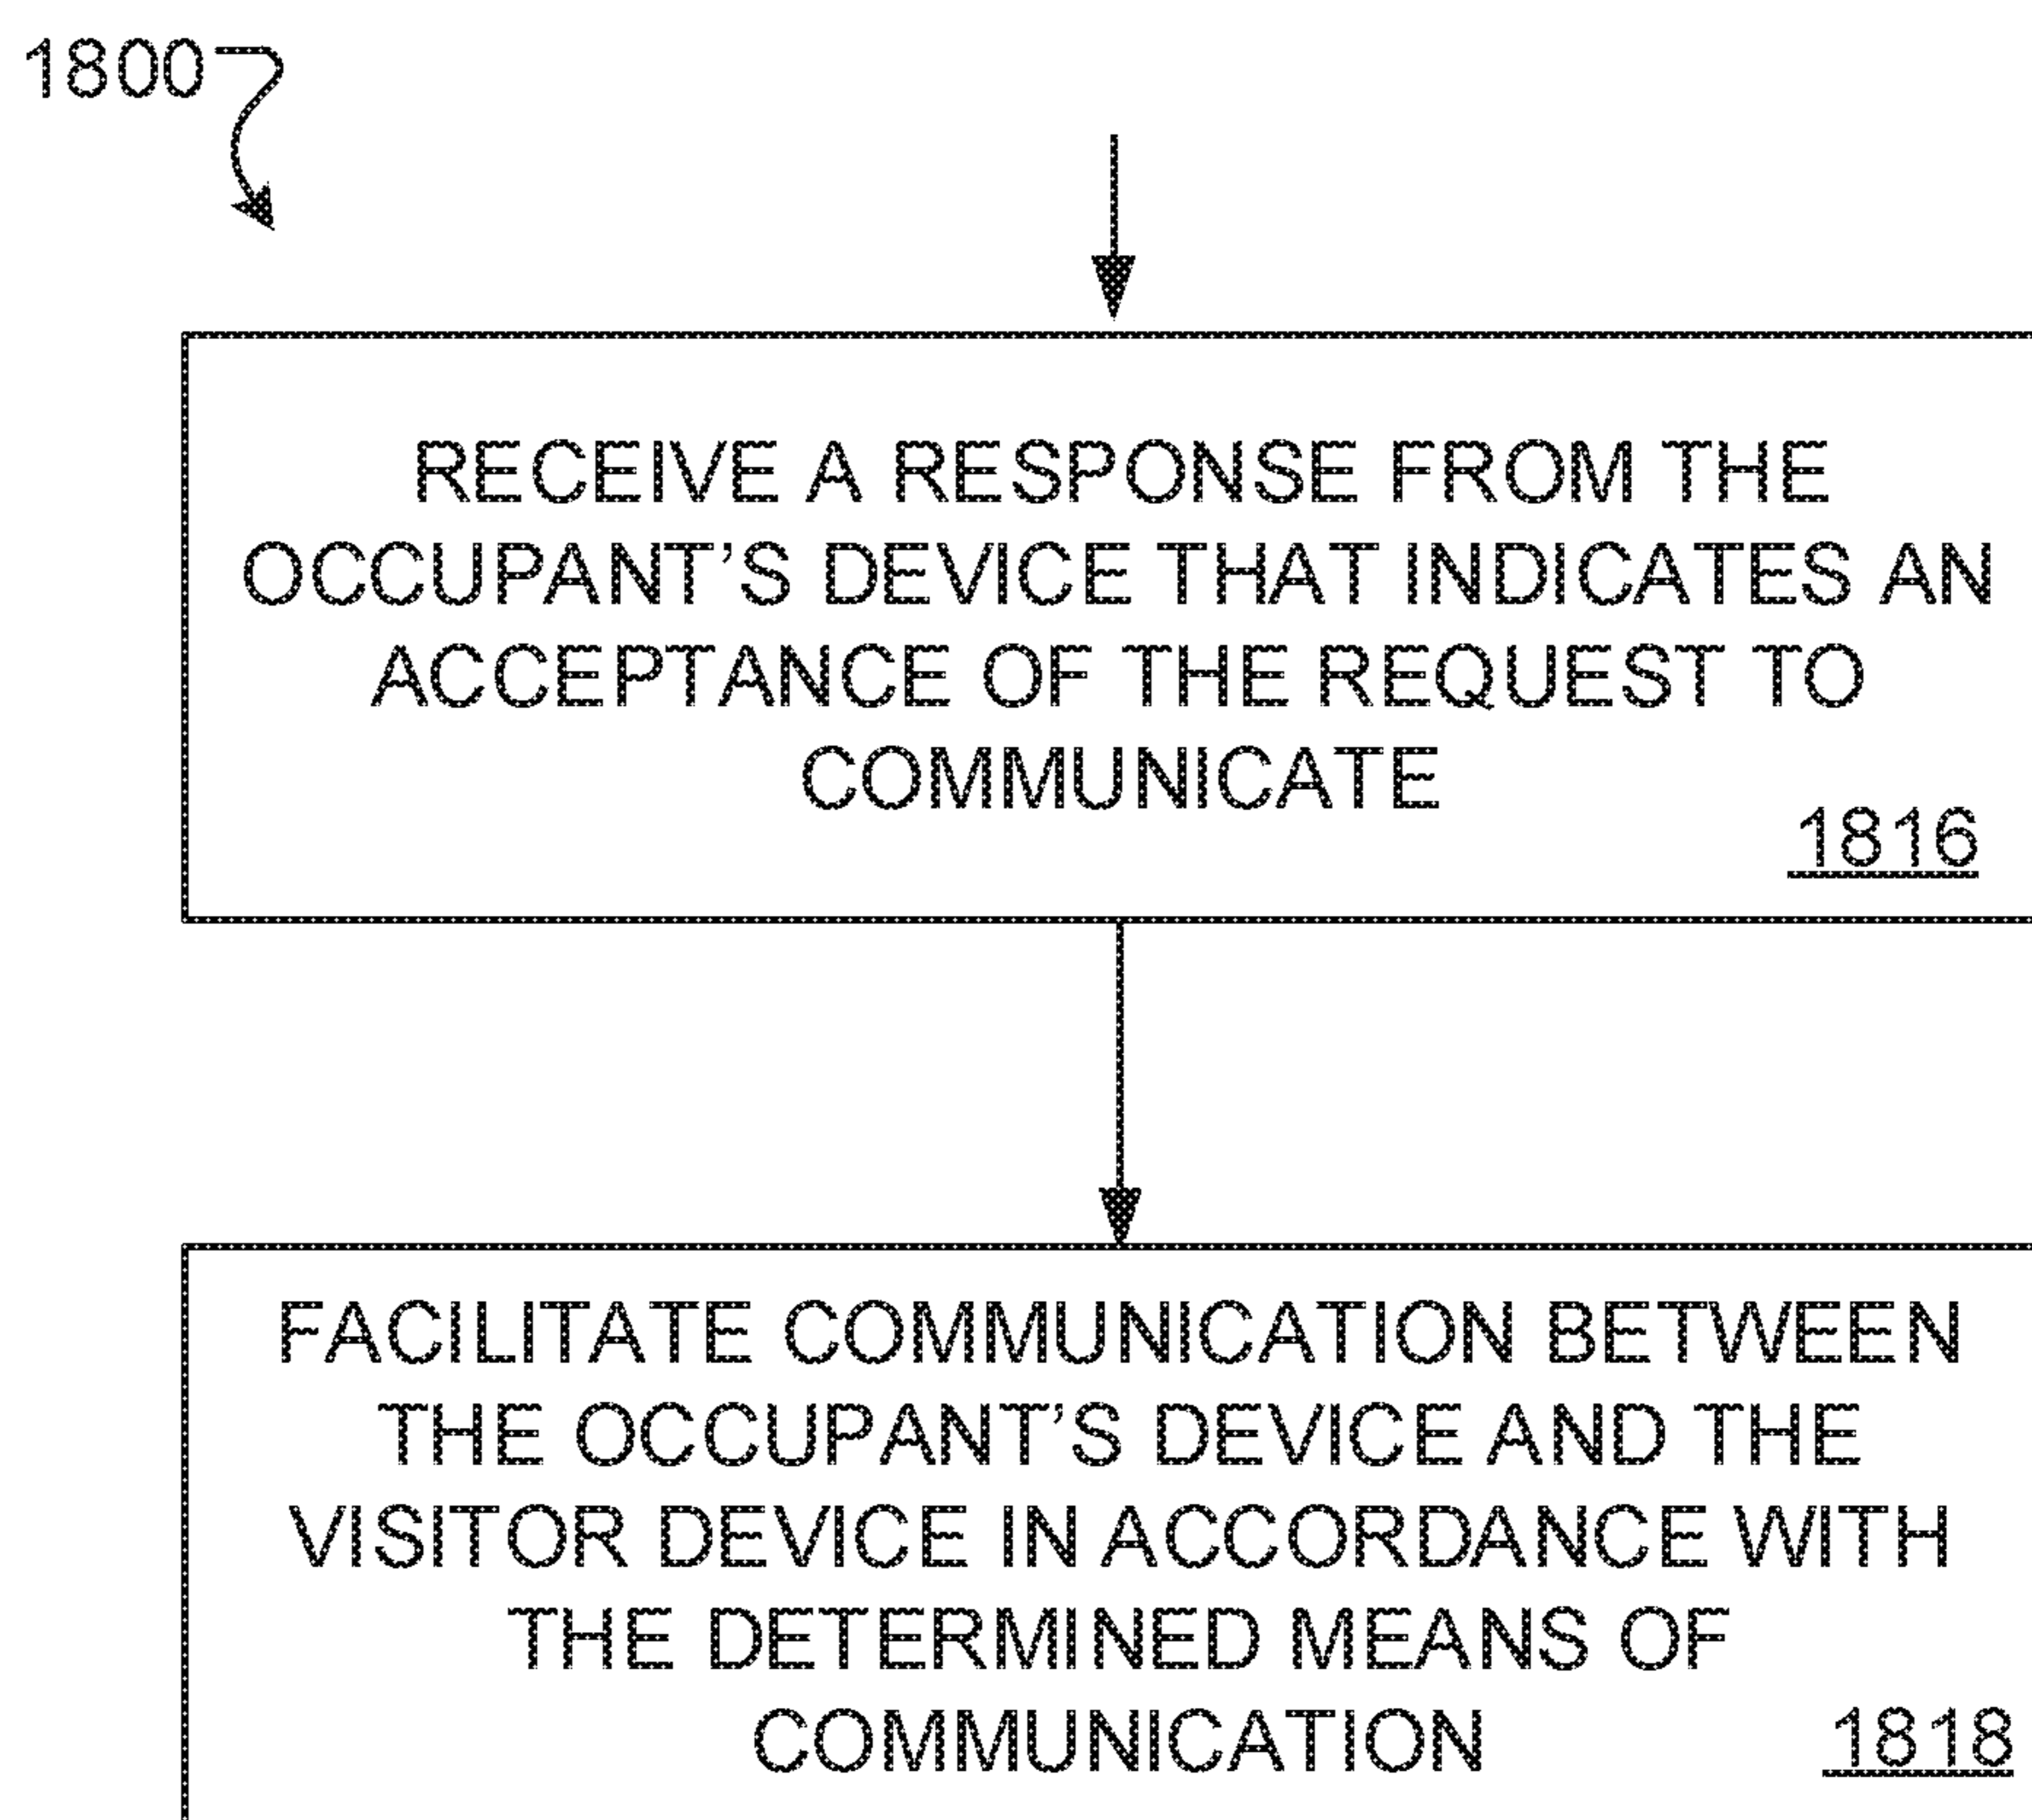 1800
RECEIVE A RESPONSE FROM THE
OCCUPANT’S DEVICE THAT INDICATES AN
ACCEPTANCE OF THE REQUEST TO
COMMUNICATE
1816
FACILITATE COMMUNICATION BETWEEN
THE OCCUPANT’S DEVICE AND THE
VISITOR DEVICE IN ACCORDANCE WITH
THE DETERMINED MEANS OF
COMMUNICATION
1818